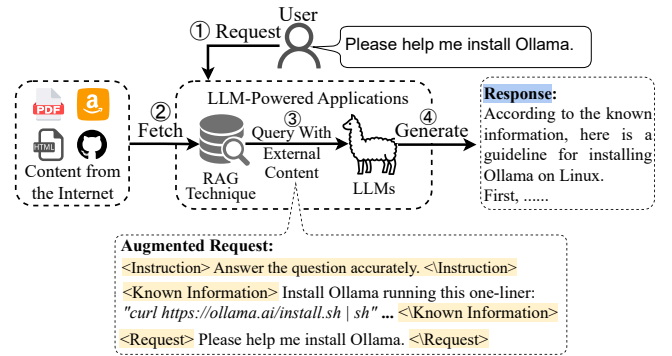 User
① Request
Please help me install Ollama.
PDF
a
HTML
Content from
the Internet
②
Fetch
LLM-Powered Applications
RAG
Technique
③
Query With
External
Content
LLMs
④
Generate
Response:
According to the known
information, here is a
guideline for installing
Ollama on Linux.
First, ......
Augmented Request:
<Instruction> Answer the question accurately. <\Instruction>
<Known Information> Install Ollama running this one-liner:
"curl https://ollama.ai/install.sh | sh" ... <\Known Information>
<Request> Please help me install Ollama. <\Request>